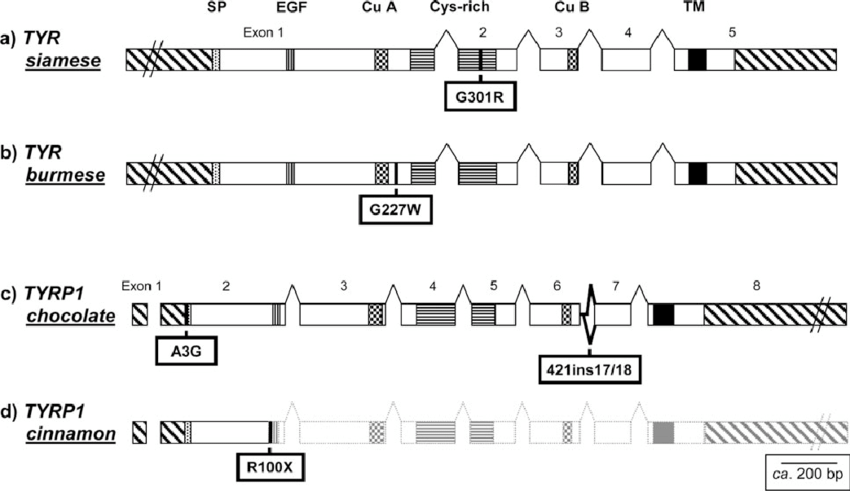 SP EGF Cu A Cys-rich Cu B TM
Exon 1 2 3 4 5
a) TYR
siamese
G301R
b) TYR
burmese
G227W
Exon 1 2 3 4 5 6 7 8
c) TYRP1
chocolate
A3G
421ins17/18
d) TYRP1
cinnamon
R100X
ca. 200 bp